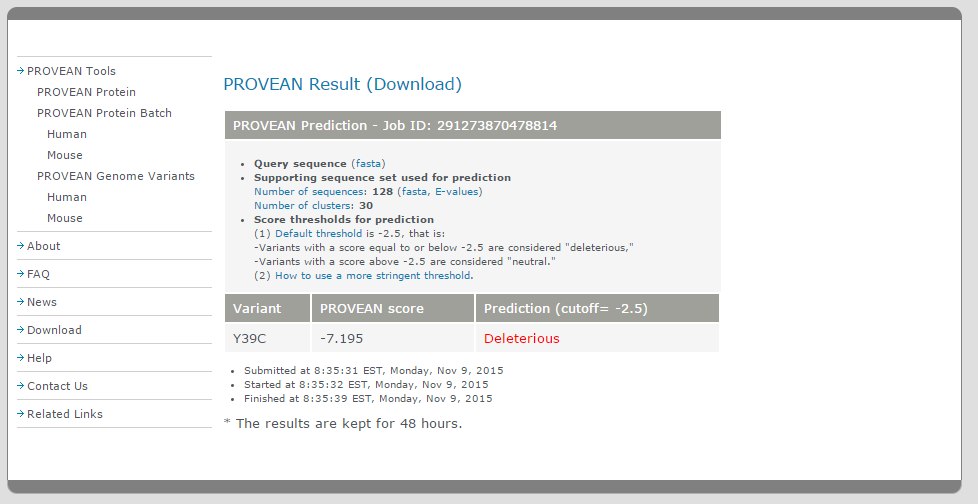 PROVEAN Tools
PROVEAN Protein
PROVEAN Protein Batch
Human
Mouse
PROVEAN Genome Variants
Human
Mouse
About
FAQ
News
Download
Help
Contact Us
Related Links
PROVEAN Result (Download)
PROVEAN Prediction - Job ID: 291273870478814
• Query sequence (fasta)
• Supporting sequence set used for prediction
Number of sequences: 128 (fasta, E-values)
Number of clusters: 30
• Score thresholds for prediction
(1) Default threshold is -2.5, that is:
-Variants with a score equal to or below -2.5 are considered "deleterious,"
-Variants with a score above -2.5 are considered "neutral."
(2) How to use a more stringent threshold.
Variant PROVEAN score Prediction (cutoff= -2.5)
Y39C -7.195 Deleterious
• Submitted at 8:35:31 EST, Monday, Nov 9, 2015
• Started at 8:35:32 EST, Monday, Nov 9, 2015
• Finished at 8:35:39 EST, Monday, Nov 9, 2015
* The results are kept for 48 hours.